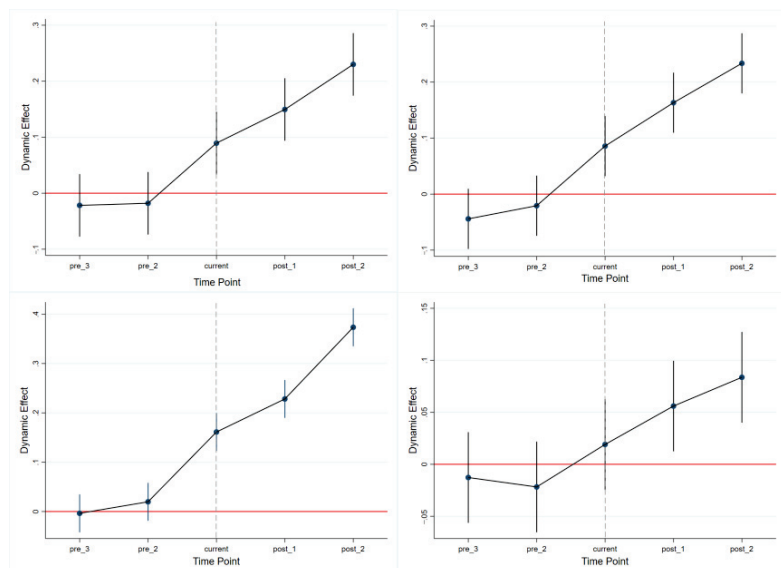 Dynamic Effect
.3
.2
.1
0
-.1
pre_3 pre_2 current post_1 post_2
Time Point
Dynamic Effect
.3
.2
.1
0
-.1
pre_3 pre_2 current post_1 post_2
Time Point
Dynamic Effect
.4
.3
.2
.1
0
pre_3 pre_2 current post_1 post_2
Time Point
Dynamic Effect
.15
.1
.05
0
-.05
pre_3 pre_2 current post_1 post_2
Time Point